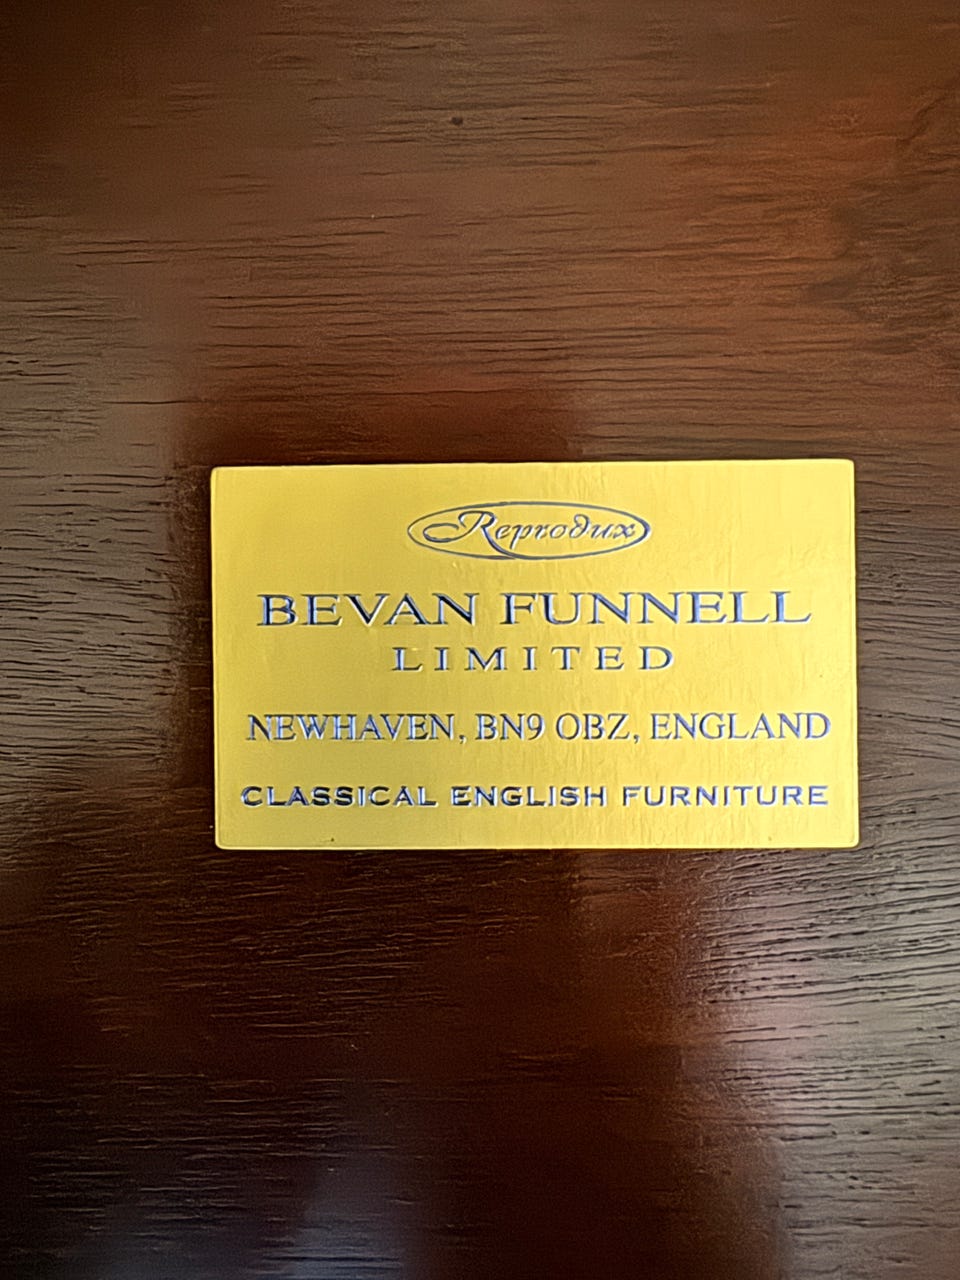 Reprodux
BEVAN FUNNELL
LIMITED
NEWHAVEN, BN9 OBZ, ENGLAND
CLASSICAL ENGLISH FURNITURE